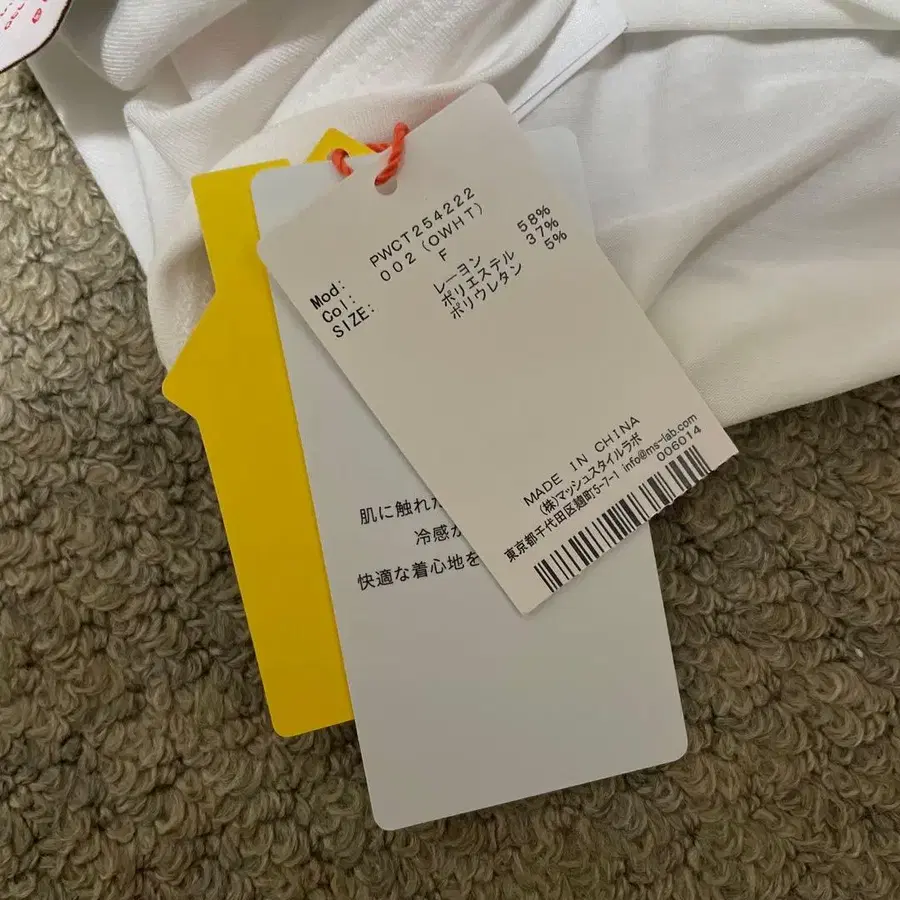 Mod: PWCT254222
Col: 002 (OWHT)
SIZE: F
レーヨン 58%
ポリエステル 37%
ポリウレタン 5%
MADE IN CHINA
(株)マッシュスタイルラボ
東京都千代田区麹町5-7-1 info@ms-lab.com
006014
肌に触れた
冷感が
快適な着心地を